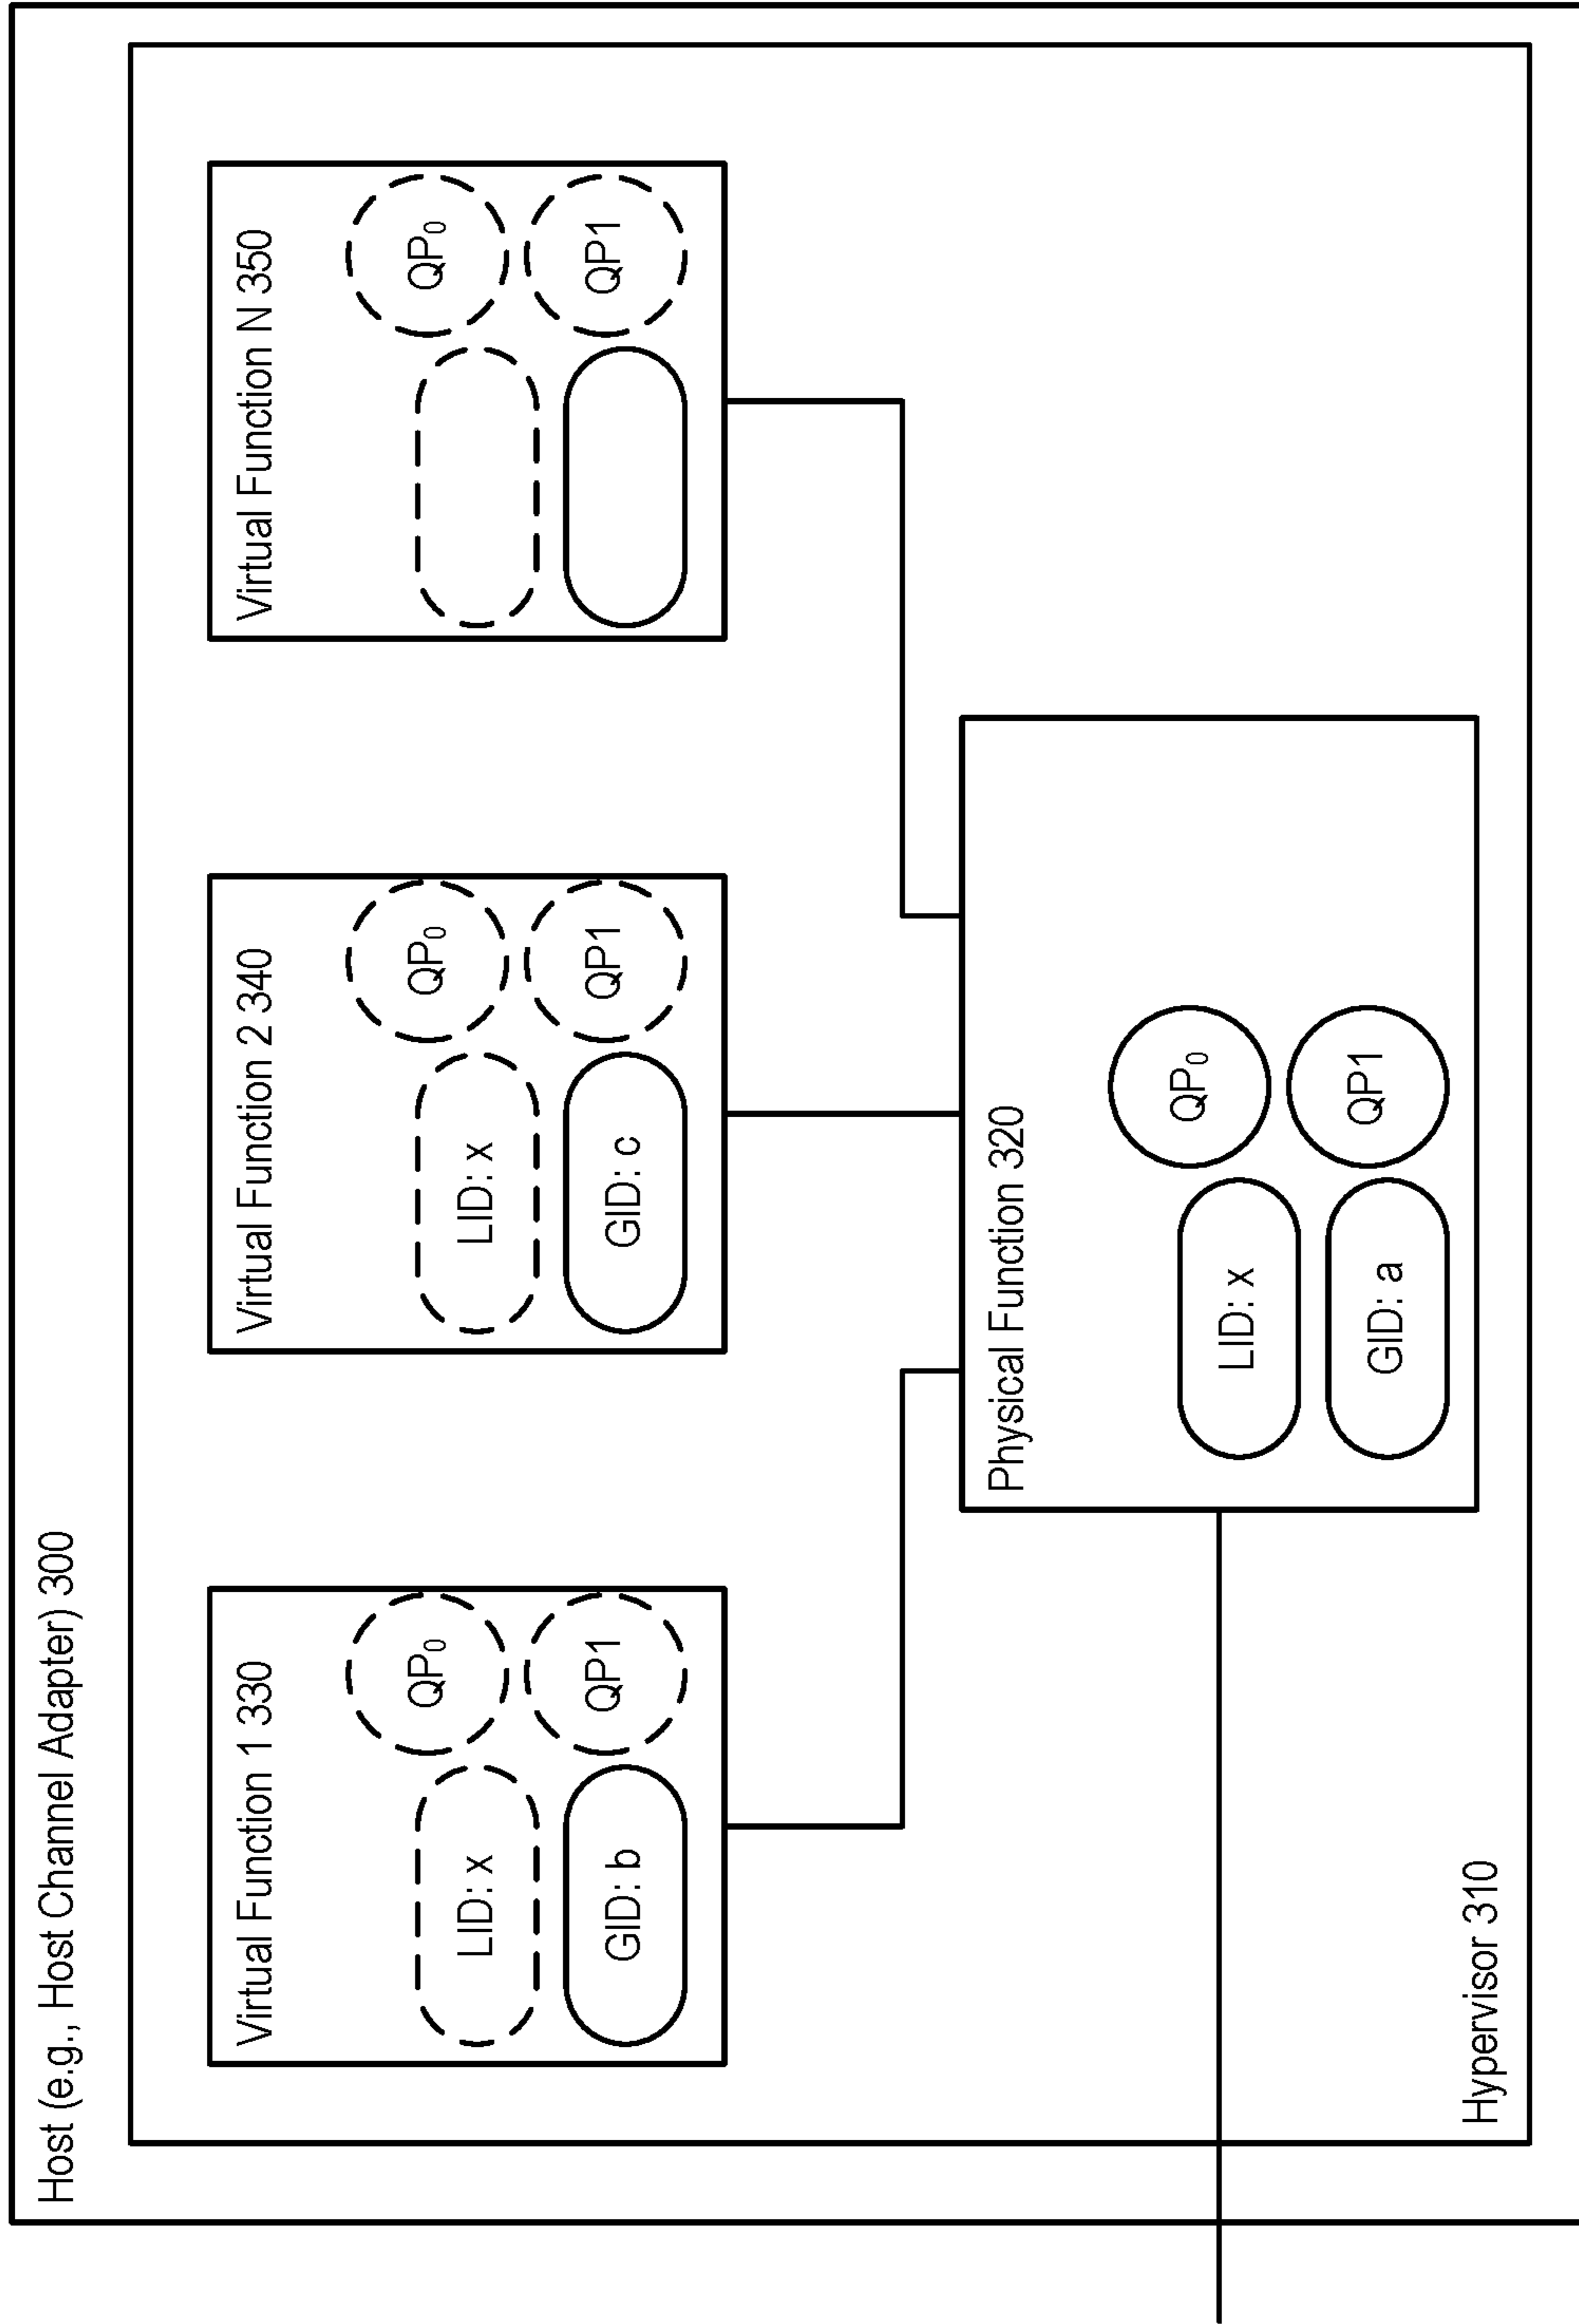 Host (e.g., Host Channel Adapter) 300
Virtual Function 1 330
QP₀
LID: x
QP1
GID: b
Virtual Function 2 340
QP₀
LID: x
QP1
GID: c
Virtual Function N 350
QP₀
QP1
Physical Function 320
QP₀
LID: x
QP1
GID: a
Hypervisor 310